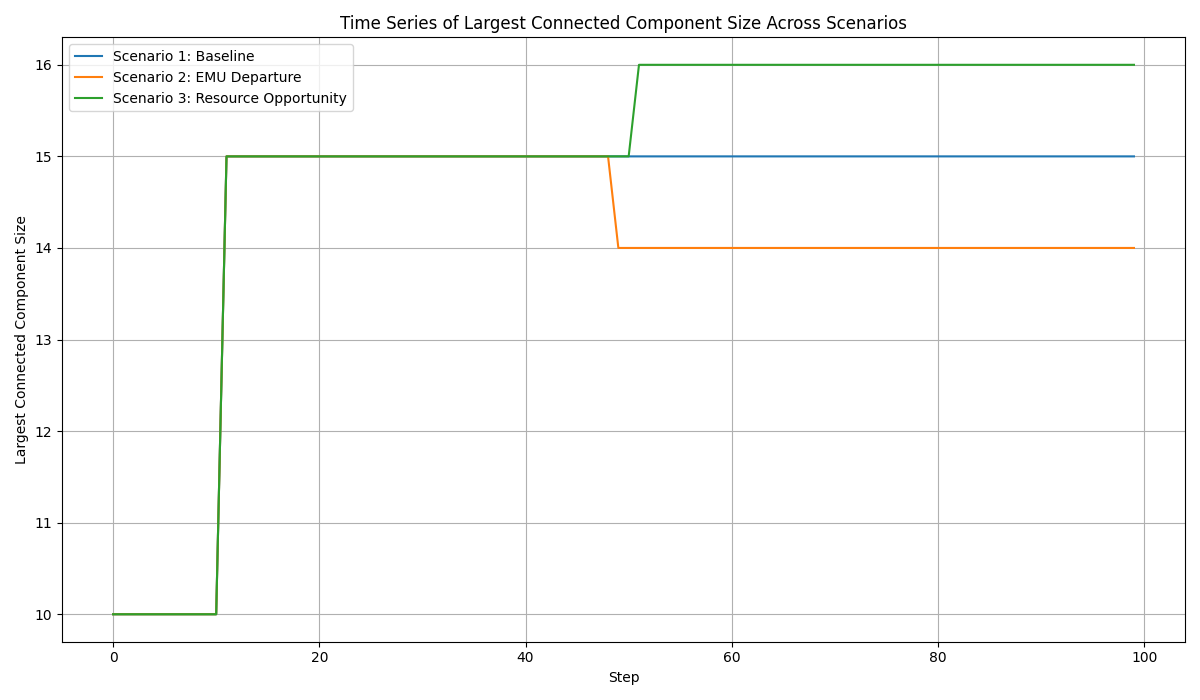 Time Series of Largest Connected Component Size Across Scenarios
Scenario 1: Baseline
Scenario 2: EMU Departure
Scenario 3: Resource Opportunity
Largest Connected Component Size
16
15
14
13
12
11
10
0 20 40 60 80 100
Step